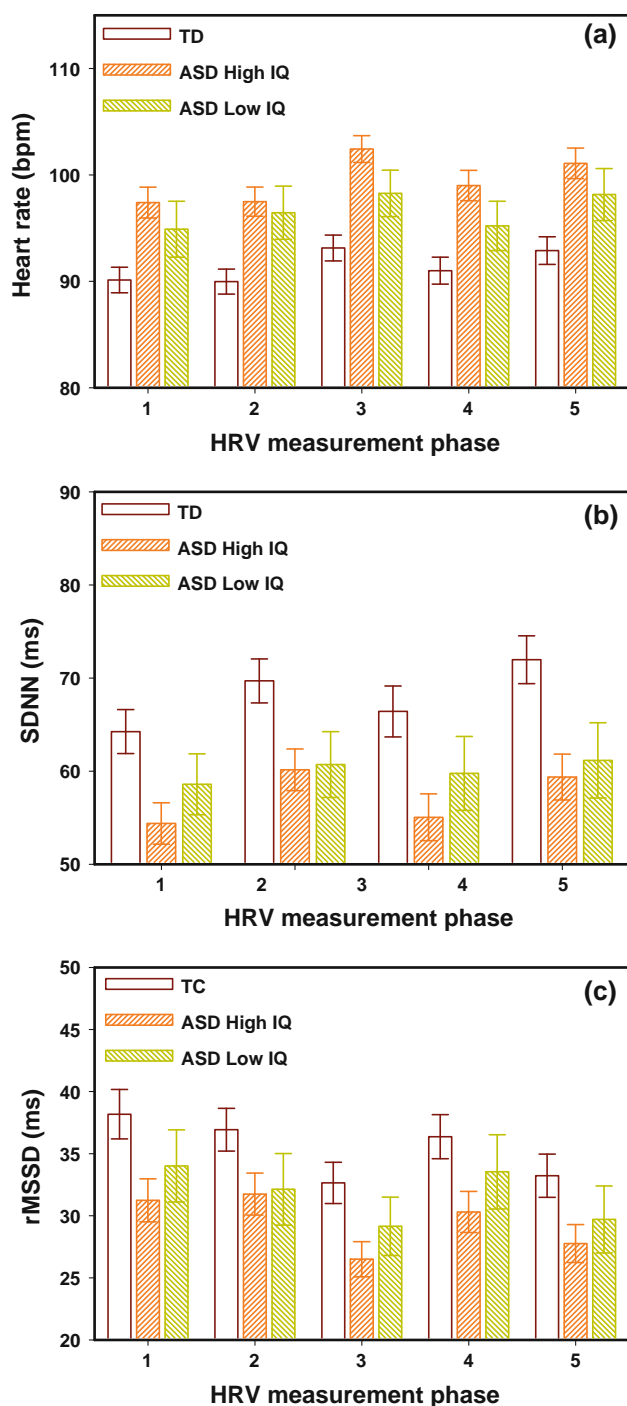 (a)
TD
ASD High IQ
ASD Low IQ
Heart rate (bpm)
110
100
90
80
1 2 3 4 5
HRV measurement phase
(b)
TD
ASD High IQ
ASD Low IQ
SDNN (ms)
90
80
70
60
50
1 2 3 4 5
HRV measurement phase
(c)
TC
ASD High IQ
ASD Low IQ
rMSSD (ms)
50
45
40
35
30
25
20
1 2 3 4 5
HRV measurement phase